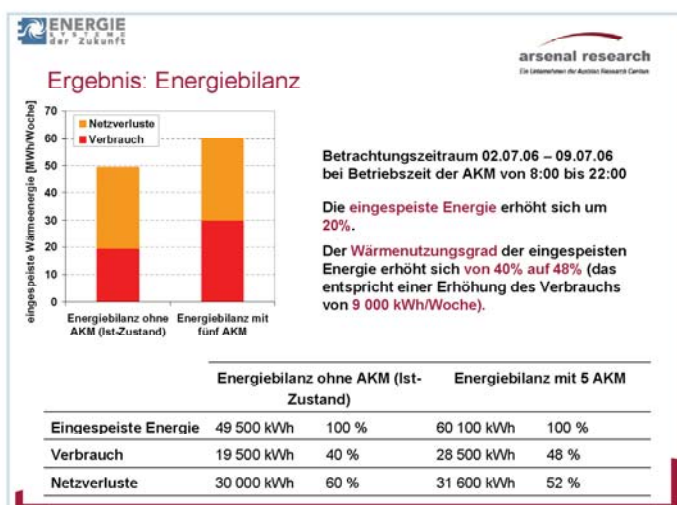 ENERGIE
SYSTEME
der Zukunft
arsenal research
Ein Unternehmen der Austrian Research Centers
Ergebnis: Energiebilanz
eingespeiste Wärmeenergie [MWh/Woche]
70
60
50
40
30
20
10
0
Netzverluste
Verbrauch
Energiebilanz ohne AKM (Ist-Zustand)
Energiebilanz mit fünf AKM
Betrachtungszeitraum 02.07.06 – 09.07.06
bei Betriebszeit der AKM von 8:00 bis 22:00
Die eingespeiste Energie erhöht sich um
20%.
Der Wärmenutzungsgrad der eingespeisten
Energie erhöht sich von 40% auf 48% (das
entspricht einer Erhöhung des Verbrauchs
von 9 000 kWh/Woche).
Energiebilanz ohne AKM (Ist-Zustand) Energiebilanz mit 5 AKM
Eingespeiste Energie 49 500 kWh 100 % 60 100 kWh 100 %
Verbrauch 19 500 kWh 40 % 28 500 kWh 48 %
Netzverluste 30 000 kWh 60 % 31 600 kWh 52 %